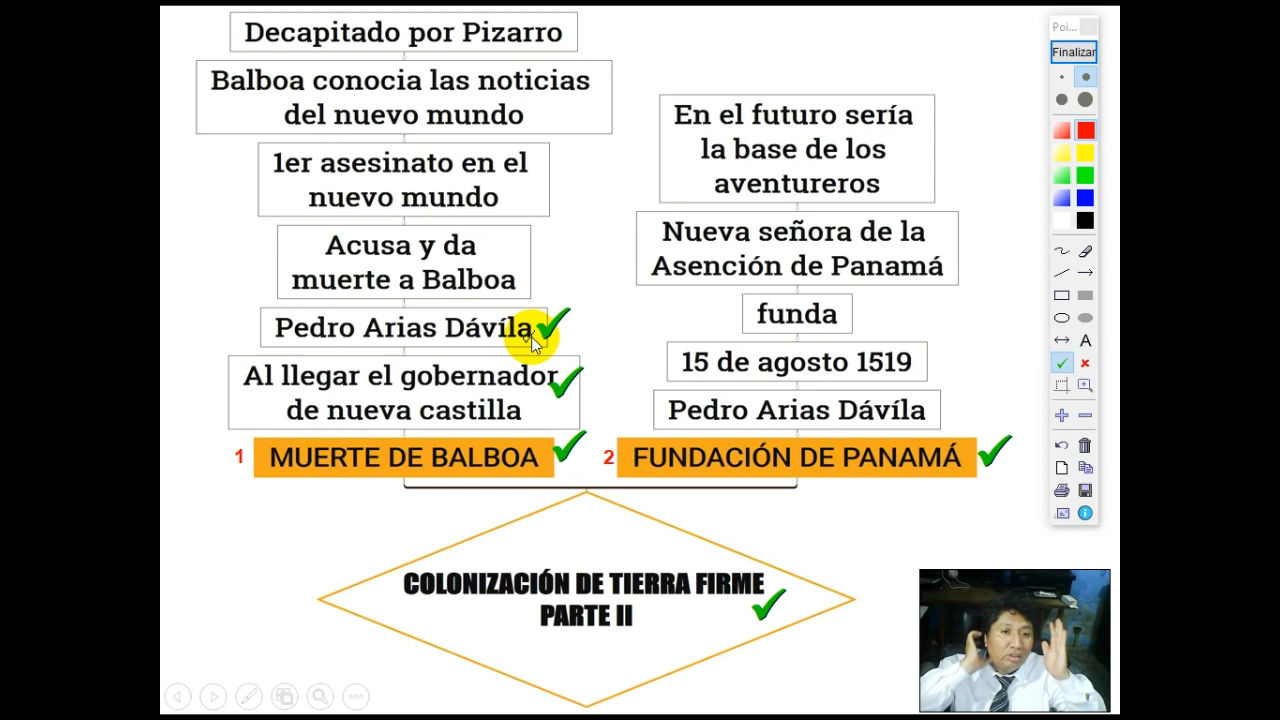 Decapitado por Pizarro
Balboa conocia las noticias
del nuevo mundo
1er asesinato en el
nuevo mundo
Acusa y da
muerte a Balboa
Pedro Arias Dávíla
Al llegar el gobernador
de nueva castilla
1 MUERTE DE BALBOA
En el futuro sería
la base de los
aventureros
Nueva señora de la
Asención de Panamá
funda
15 de agosto 1519
Pedro Arias Dávíla
2 FUNDACIÓN DE PANAMÁ
COLONIZACIÓN DE TIERRA FIRME
PARTE II
Poi...
Finalizar
A